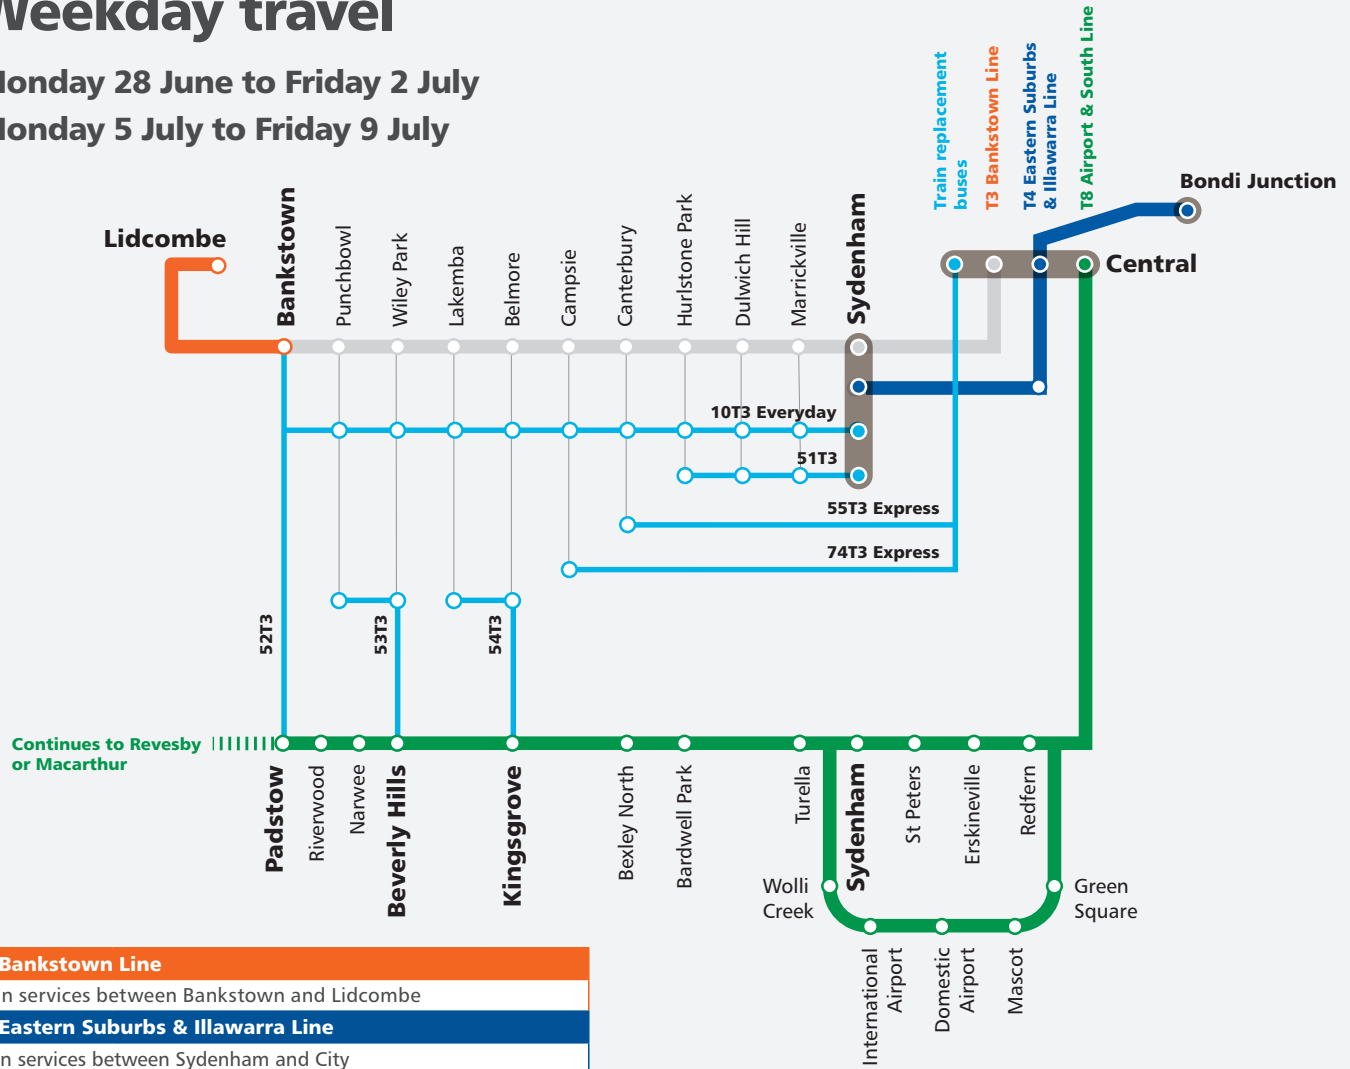 Weekday travel
Monday 28 June to Friday 2 July
Monday 5 July to Friday 9 July
Train replacement
buses
T3 Bankstown Line
T4 Eastern Suburbs
& Illawarra Line
T8 Airport & South Line
Bondi Junction
Central
Lidcombe
Bankstown
Punchbowl
Wiley Park
Lakemba
Belmore
Campsie
Canterbury
Hurlstone Park
Dulwich Hill
Marrickville
Sydenham
10T3 Everyday
51T3
55T3 Express
74T3 Express
52T3
53T3
54T3
Continues to Revesby
or Macarthur
Padstow
Riverwood
Narwee
Beverly Hills
Kingsgrove
Bexley North
Bardwell Park
Turella
Sydenham
St Peters
Erskineville
Redfern
Wolli
Creek
Green
Square
International
Airport
Domestic
Airport
Mascot
Bankstown Line
n services between Bankstown and Lidcombe
Eastern Suburbs & Illawarra Line
n services between Sydenham and City